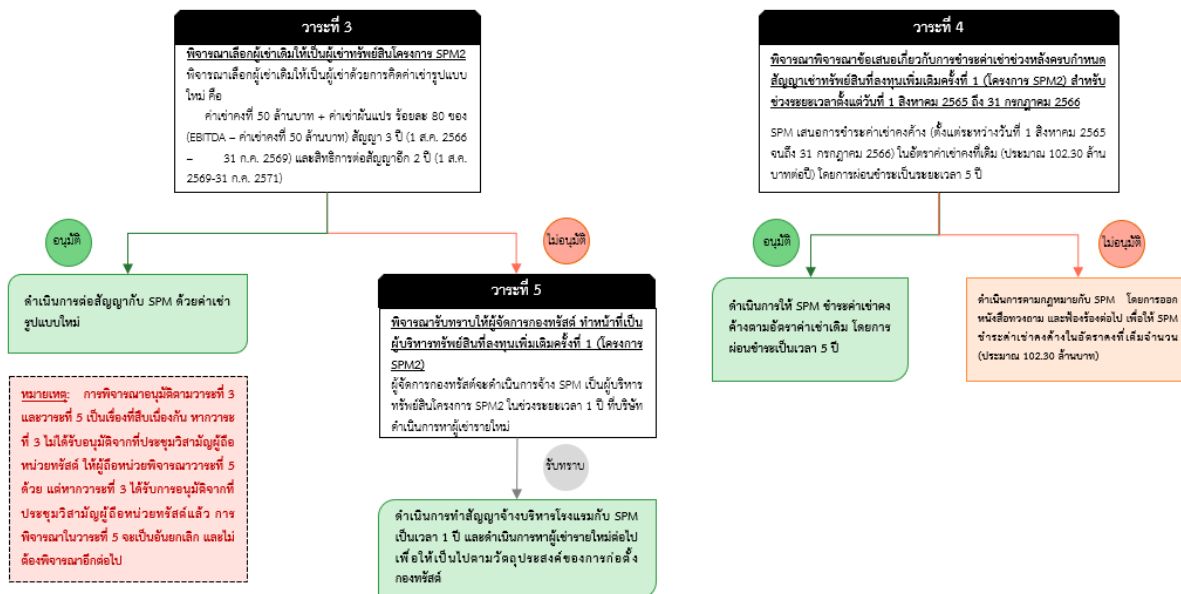 วาระที่ 3
พิจารณาเลือกผู้เช่าเดิมให้เป็นผู้เช่าทรัพย์สินโครงการ SPM2
พิจารณาเลือกผู้เช่าเดิมให้เป็นผู้เช่าด้วยการคิดค่าเช่ารูปแบบ
ใหม่ คือ
ค่าเช่าคงที่ 50 ล้านบาท + ค่าเช่าผันแปร ร้อยละ 80 ของ
(EBITDA – ค่าเช่าคงที่ 50 ล้านบาท) สัญญา 3 ปี (1 ส.ค. 2566
– 31 ก.ค. 2569) และสิทธิการต่อสัญญาอีก 2 ปี (1 ส.ค.
2569-31 ก.ค. 2571)
อนุมัติ
ไม่อนุมัติ
ดำเนินการต่อสัญญากับ SPM ด้วยค่าเช่า
รูปแบบใหม่
หมายเหตุ: การพิจารณาอนุมัติตามวาระที่ 3
และวาระที่ 5 เป็นเรื่องที่สืบเนื่องกัน หากวาระ
ที่ 3 ไม่ได้รับอนุมัติจากที่ประชุมวิสามัญผู้ถือ
หน่วยทรัสต์ ให้ผู้ถือหน่วยพิจารณาวาระที่ 5
ด้วย แต่หากวาระที่ 3 ได้รับการอนุมัติจากที่
ประชุมวิสามัญผู้ถือหน่วยทรัสต์แล้ว การ
พิจารณาในวาระที่ 5 จะเป็นอันยกเลิก และไม่
ต้องพิจารณาอีกต่อไป
วาระที่ 5
พิจารณารับทราบให้ผู้จัดการกองทรัสต์ ทำหน้าที่เป็น
ผู้บริหารทรัพย์สินที่ลงทุนเพิ่มเติมครั้งที่ 1 (โครงการ
SPM2)
ผู้จัดการกองทรัสต์จะดำเนินการจ้าง SPM เป็นผู้บริหาร
ทรัพย์สินโครงการ SPM2 ในช่วงระยะเวลา 1 ปี ที่บริษัท
ดำเนินการหาผู้เช่ารายใหม่
รับทราบ
ดำเนินการทำสัญญาจ้างบริหารโรงแรมกับ SPM
เป็นเวลา 1 ปี และดำเนินการหาผู้เช่ารายใหม่ต่อไป
เพื่อให้เป็นไปตามวัตถุประสงค์ของการก่อตั้ง
กองทรัสต์
วาระที่ 4
พิจารณาพิจารณาข้อเสนอเกี่ยวกับการชำระค่าเช่าช่วงหลังครบกำหนด
สัญญาเช่าทรัพย์สินที่ลงทุนเพิ่มเติมครั้งที่ 1 (โครงการ SPM2) สำหรับ
ช่วงระยะเวลาตั้งแต่วันที่ 1 สิงหาคม 2565 ถึง 31 กรกฎาคม 2566
SPM เสนอการชำระค่าเช่าคงค้าง (ตั้งแต่ระหว่างวันที่ 1 สิงหาคม 2565
จนถึง 31 กรกฎาคม 2566) ในอัตราค่าเช่าคงที่เดิม (ประมาณ 102.30 ล้าน
บาทต่อปี) โดยการผ่อนชำระเป็นระยะเวลา 5 ปี
อนุมัติ
ไม่อนุมัติ
ดำเนินการให้ SPM ชำระค่าเช่าคง
ค้างตามอัตราค่าเช่าเดิม โดยการ
ผ่อนชำระเป็นเวลา 5 ปี
ดำเนินการตามกฎหมายกับ SPM โดยการออก
หนังสือทวงถาม และฟ้องร้องต่อไป เพื่อให้ SPM
ชำระค่าเช่าคงค้างในอัตราคงที่เต็มจำนวน
(ประมาณ 102.30 ล้านบาท)